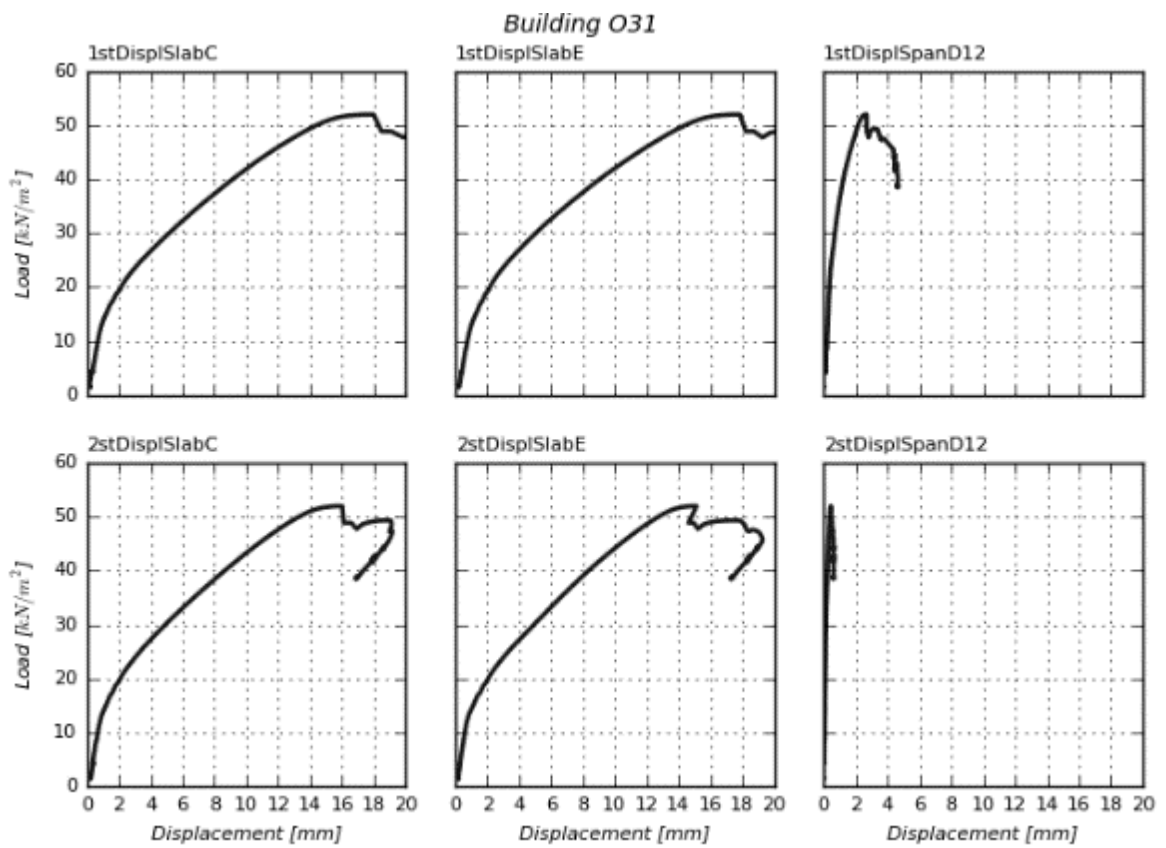 Building O31
1stDisplSlabC 1stDisplSlabE 1stDisplSpanD12
60
50
40
30
20
10
0
Load [kN/m²]
2stDisplSlabC 2stDisplSlabE 2stDisplSpanD12
60
50
40
30
20
10
0
Load [kN/m²]
0 2 4 6 8 10 12 14 16 18 20 0 2 4 6 8 10 12 14 16 18 20 0 2 4 6 8 10 12 14 16 18 20
Displacement [mm] Displacement [mm] Displacement [mm]